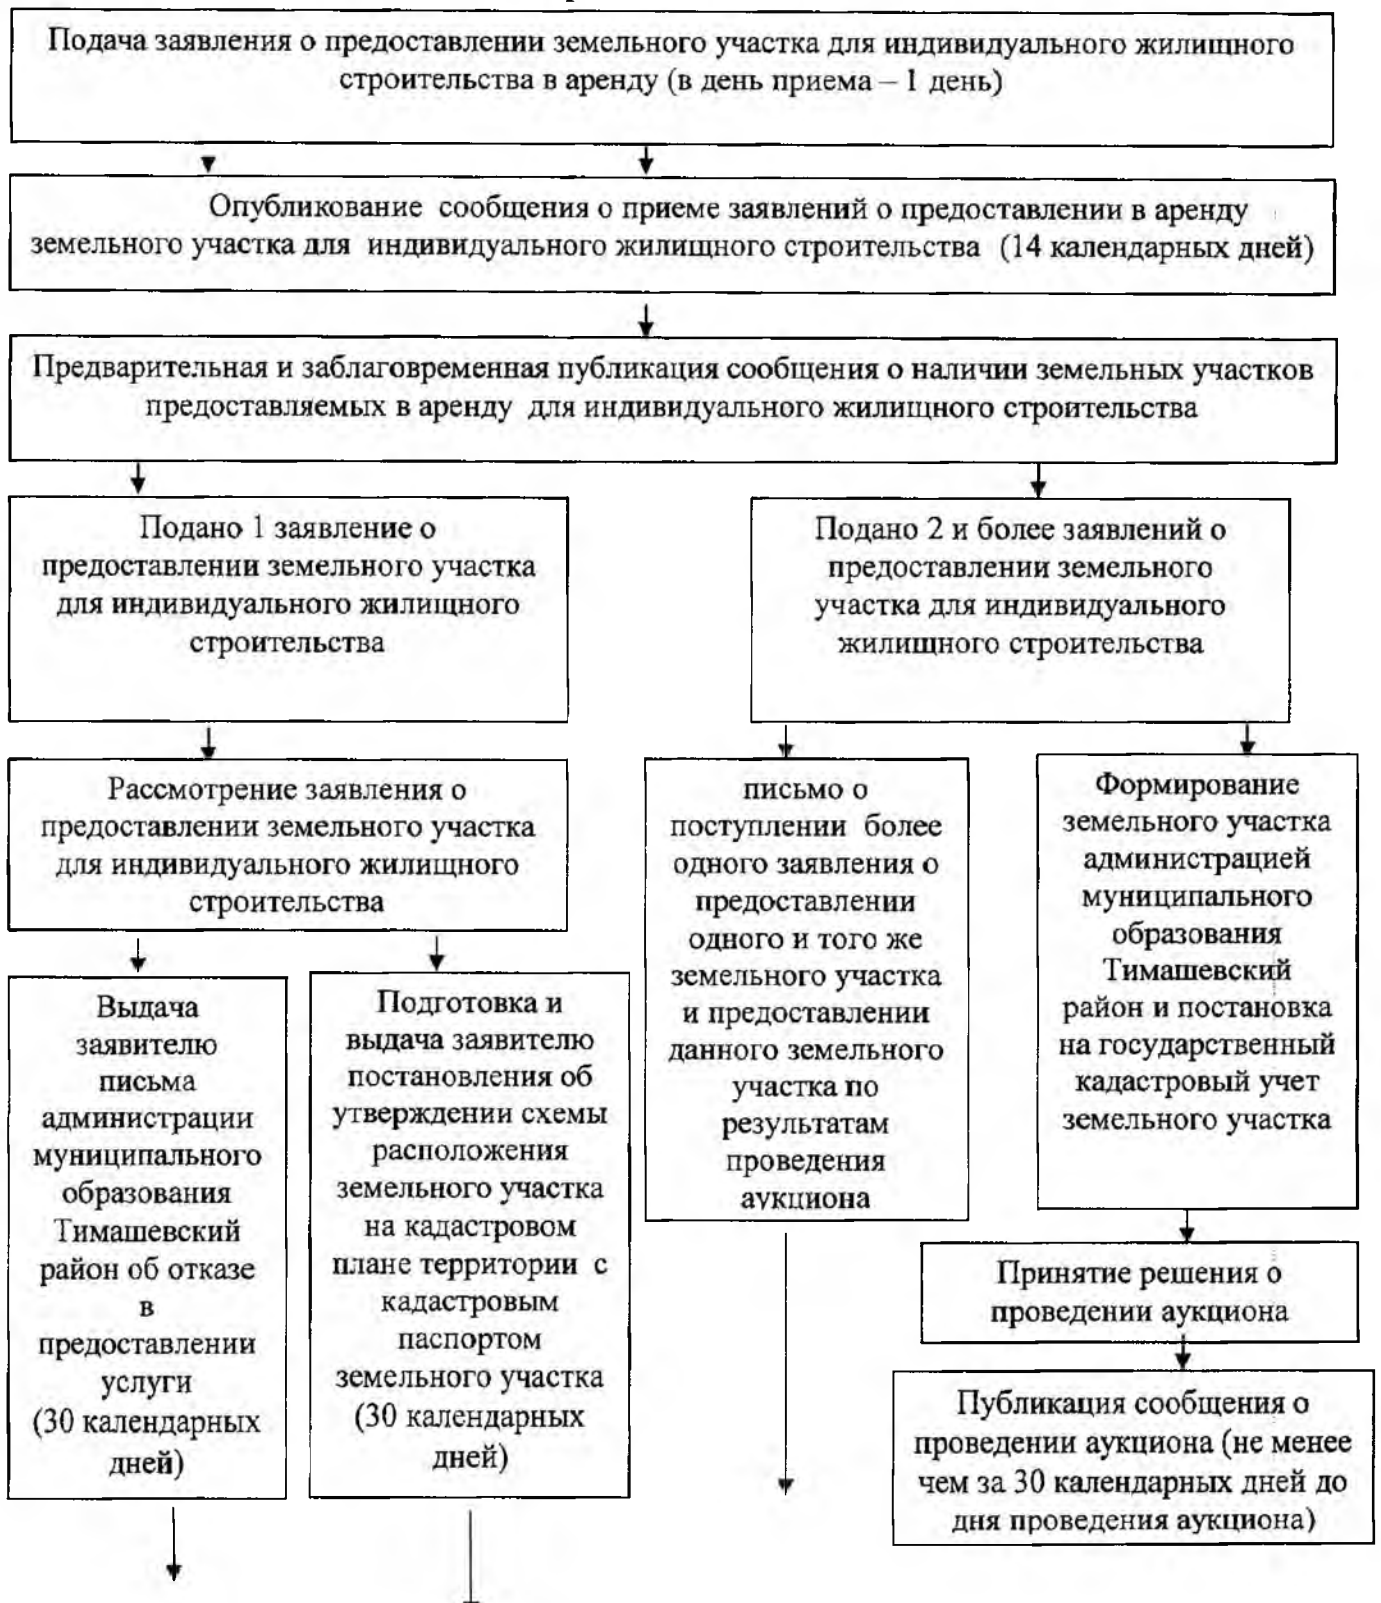 Подача заявления о предоставлении земельного участка для индивидуального жилищного
строительства в аренду (в день приема – 1 день)
Опубликование сообщения о приеме заявлений о предоставлении в аренду
земельного участка для индивидуального жилищного строительства (14 календарных дней)
Предварительная и заблаговременная публикация сообщения о наличии земельных участков
предоставляемых в аренду для индивидуального жилищного строительства
Подано 1 заявление о
предоставлении земельного участка
для индивидуального жилищного
строительства
Подано 2 и более заявлений о
предоставлении земельного
участка для индивидуального
жилищного строительства
Рассмотрение заявления о
предоставлении земельного участка
для индивидуального жилищного
строительства
письмо о
поступлении более
одного заявления о
предоставлении
одного и того же
земельного участка
и предоставлении
данного земельного
участка по
результатам
проведения
аукциона
Формирование
земельного участка
администрацией
муниципального
образования
Тимашевский
район и постановка
на государственный
кадастровый учет
земельного участка
Выдача
заявителю
письма
администрации
муниципального
образования
Тимашевский
район об отказе
в
предоставлении
услуги
(30 календарных
дней)
Подготовка и
выдача заявителю
постановления об
утверждении схемы
расположения
земельного участка
на кадастровом
плане территории с
кадастровым
паспортом
земельного участка
(30 календарных
дней)
Принятие решения о
проведении аукциона
Публикация сообщения о
проведении аукциона (не менее
чем за 30 календарных дней до
дня проведения аукциона)